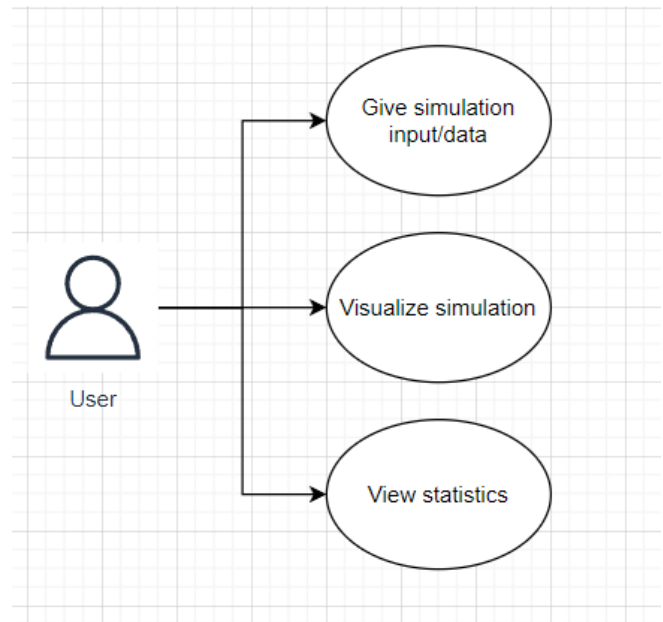 Give simulation
input/data
Visualize simulation
User
View statistics